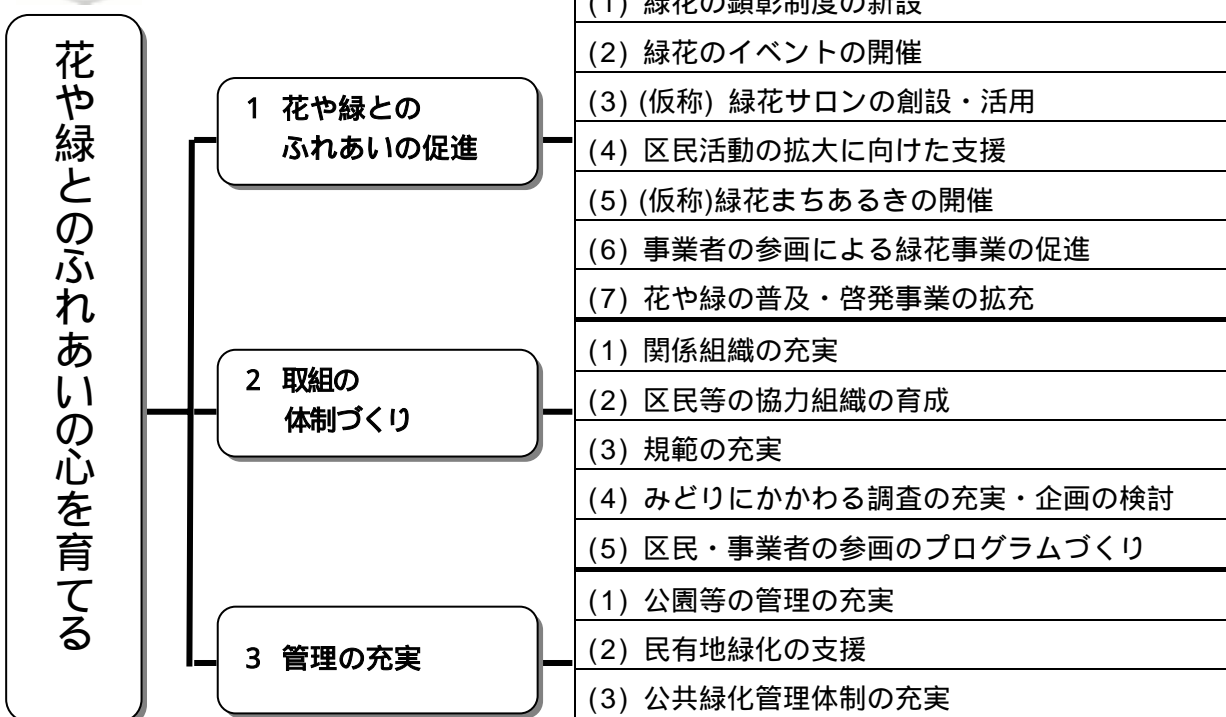 花や緑とのふれあいの心を育てる
1 花や緑との
ふれあいの促進
(1) 緑花の顕彰制度の新設
(2) 緑花のイベントの開催
(3) (仮称) 緑花サロンの創設・活用
(4) 区民活動の拡大に向けた支援
(5) (仮称)緑花まちあるきの開催
(6) 事業者の参画による緑花事業の促進
(7) 花や緑の普及・啓発事業の拡充
2 取組の
体制づくり
(1) 関係組織の充実
(2) 区民等の協力組織の育成
(3) 規範の充実
(4) みどりにかかわる調査の充実・企画の検討
(5) 区民・事業者の参画のプログラムづくり
3 管理の充実
(1) 公園等の管理の充実
(2) 民有地緑化の支援
(3) 公共緑化管理体制の充実